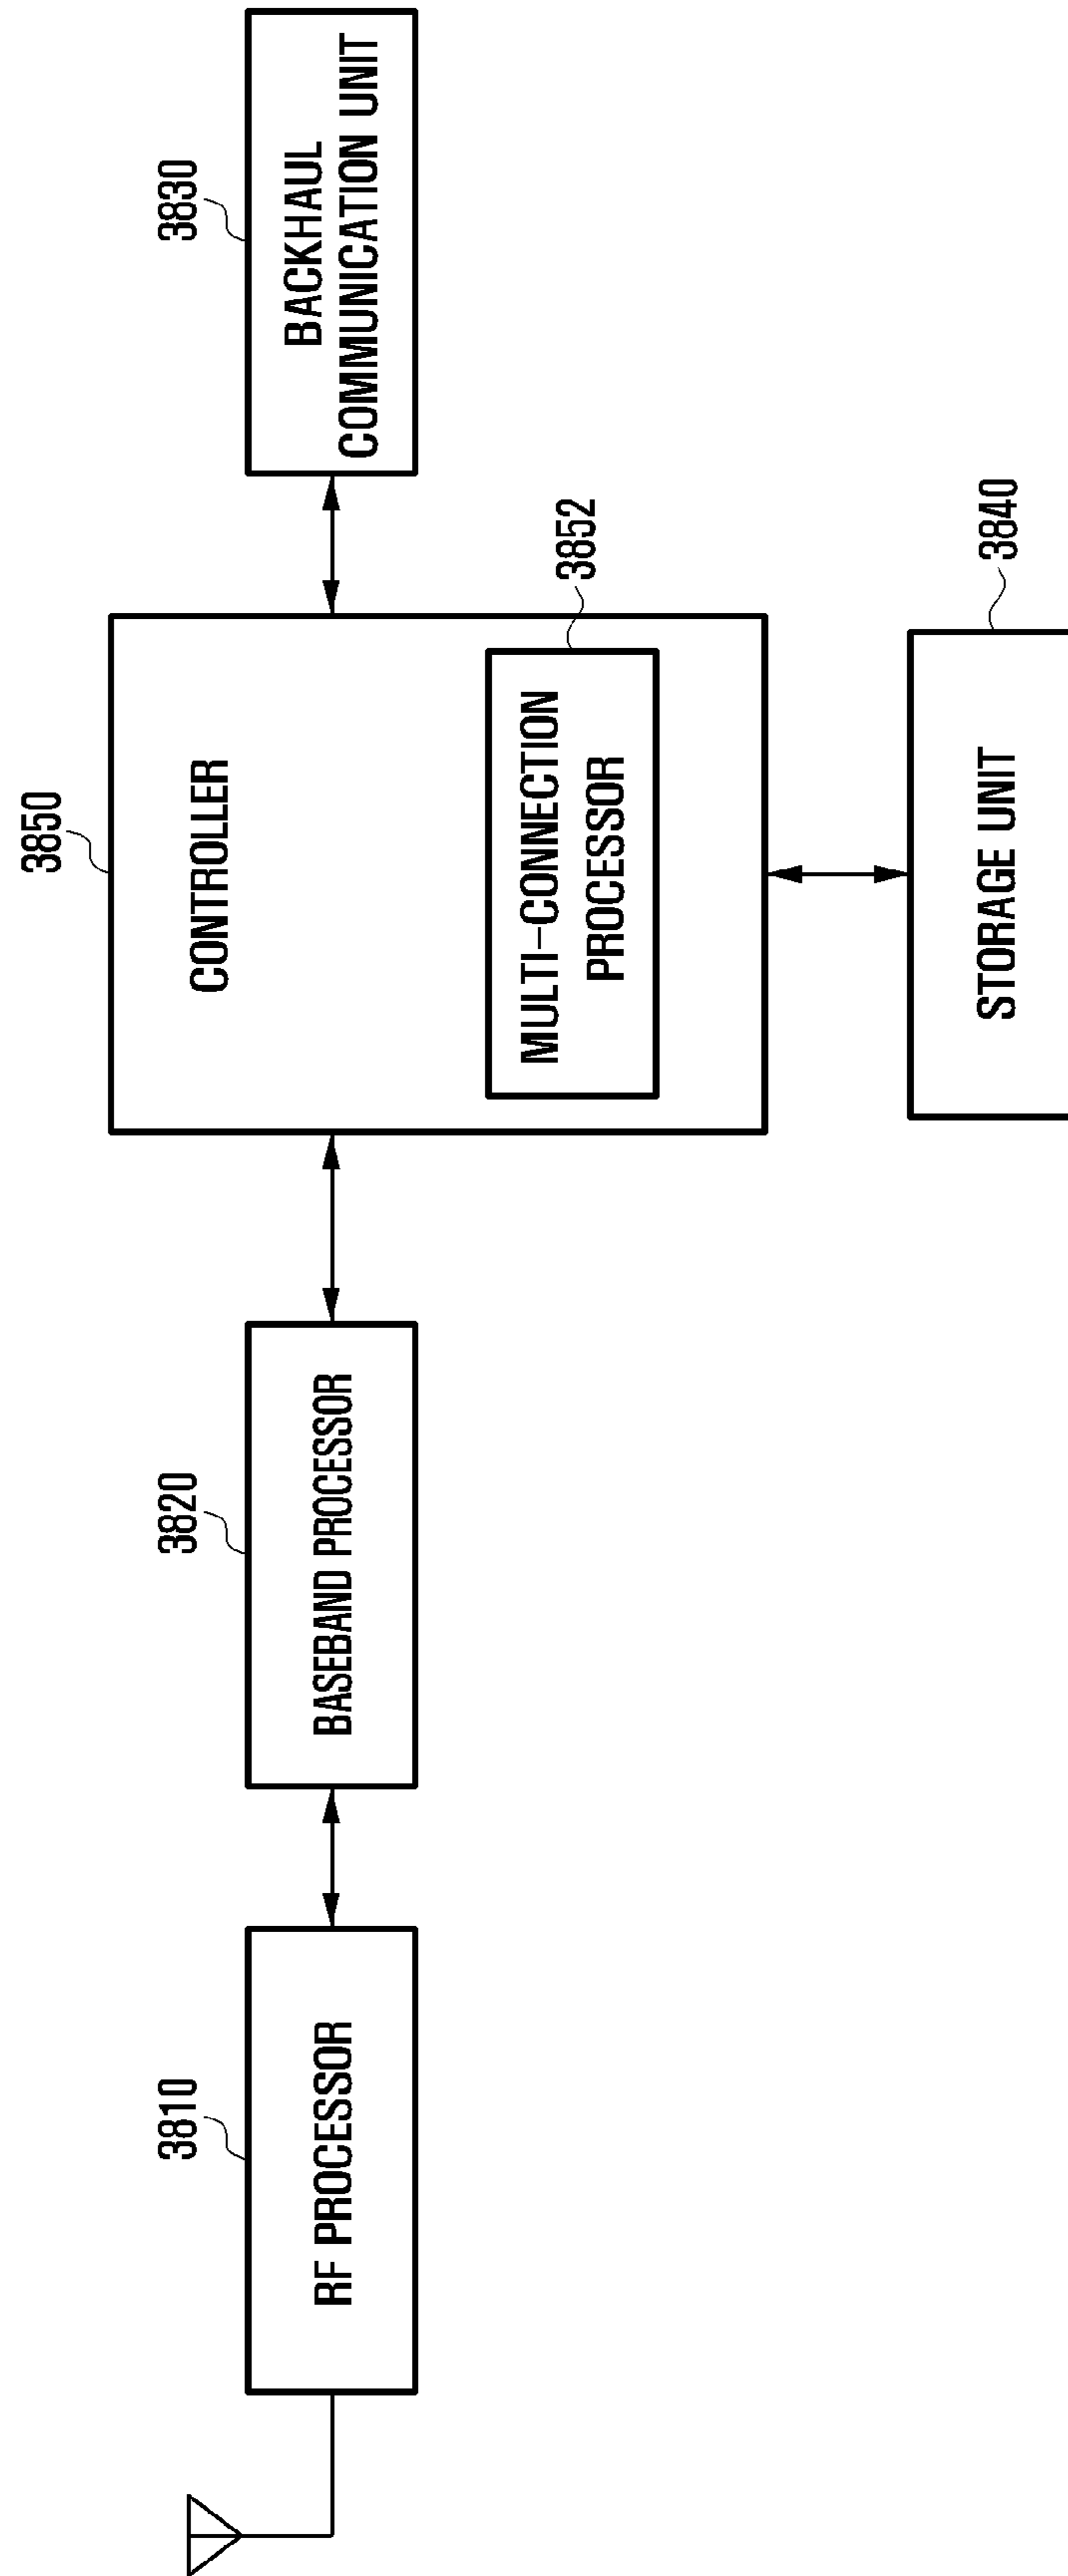 3810
RF PROCESSOR
3820
BASEBAND PROCESSOR
3850
CONTROLLER
MULTI-CONNECTION
PROCESSOR
3852
3830
BACKHAUL
COMMUNICATION UNIT
STORAGE UNIT
3840